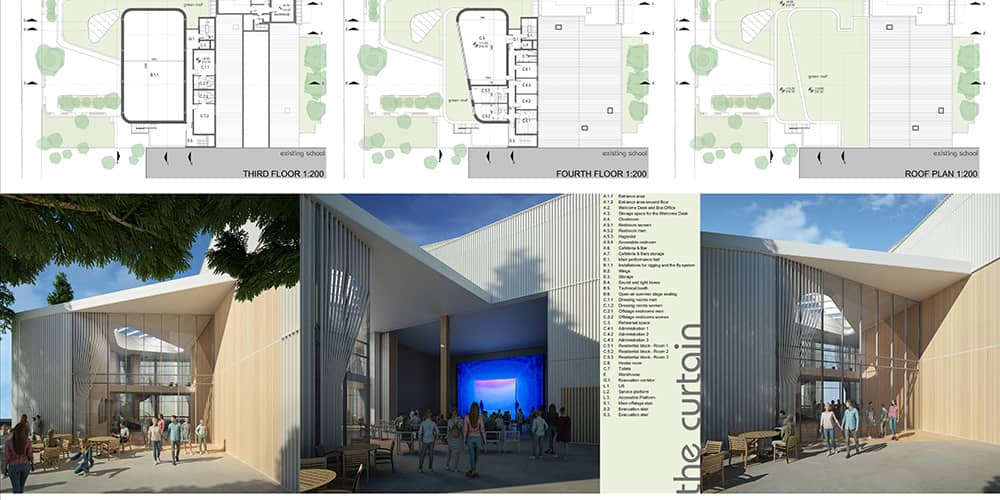 green roof
B.1.1
existing school
THIRD FLOOR 1:200
green roof
existing school
FOURTH FLOOR 1:200
green roof
existing school
ROOF PLAN 1:200
A.1.1 Entrance area
A.1.2 Entrance area second floor
A.2. Welcome Desk and Box Office
A.3. Storage space for the Welcome Desk
A.4. Cloakroom
A.5.1 Restroom women
A.5.2 Restroom men
A.5.3 Hygienist
A.5.4 Accessible restroom
A.6. Cafeteria & Bar
A.7. Cafeteria & Bars storage
B.1. Main performance hall
B.1.1 Installations for rigging and the fly-system
B.2 Wings
B.3. Storage
B.4. Sound and light boxes
B.5. Technical booth
B.6. Open-air summer stage seating
C.1.1 Dressing rooms men
C.1.2 Dressing rooms women
C.2.1 Offstage restrooms men
C.2.2 Offstage restrooms women
C.3. Rehearsal space
C.4.1 Administration 1
C.4.2 Administration 2
C.4.3 Administration 3
C.5.1 Residential block - Room 1
C.5.2 Residential block - Room 2
C.5.3 Residential block - Room 3
C.6. Heater room
C.7. Toilets
E Warehouse
G.1 Evacuation corridor
L.1 Lift
L.2 Service platform
L.3. Accessible Platform
S.1. Main offstage stair
S.2. Evacuation stair
S.3. Evacuation stair
the curtain